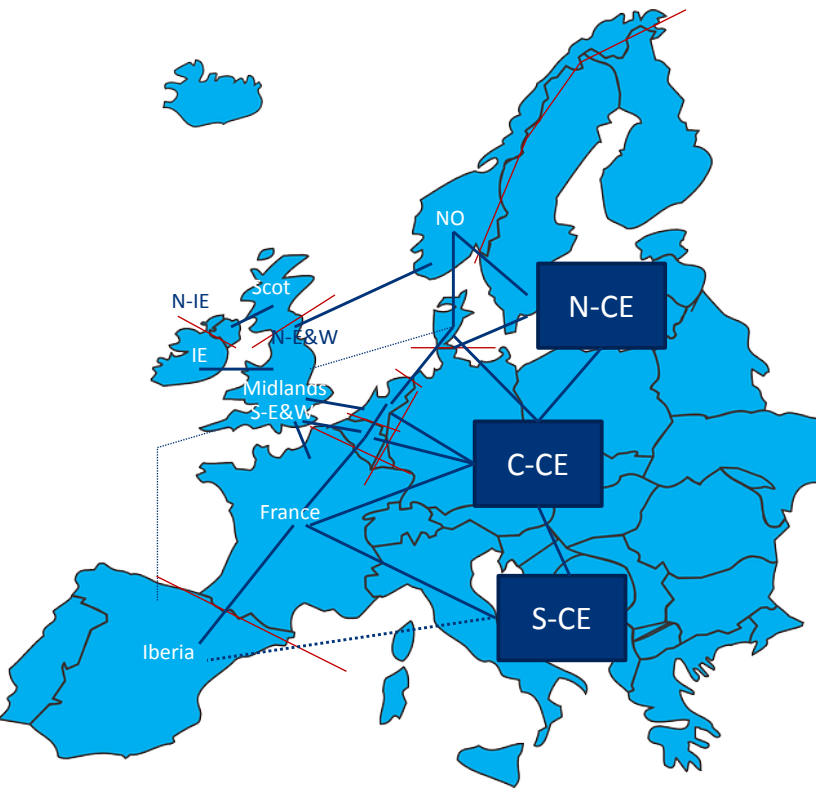 NO
Scot
N-CE
N-IE
N-E&W
IE
Midlands
S-E&W
C-CE
France
S-CE
Iberia